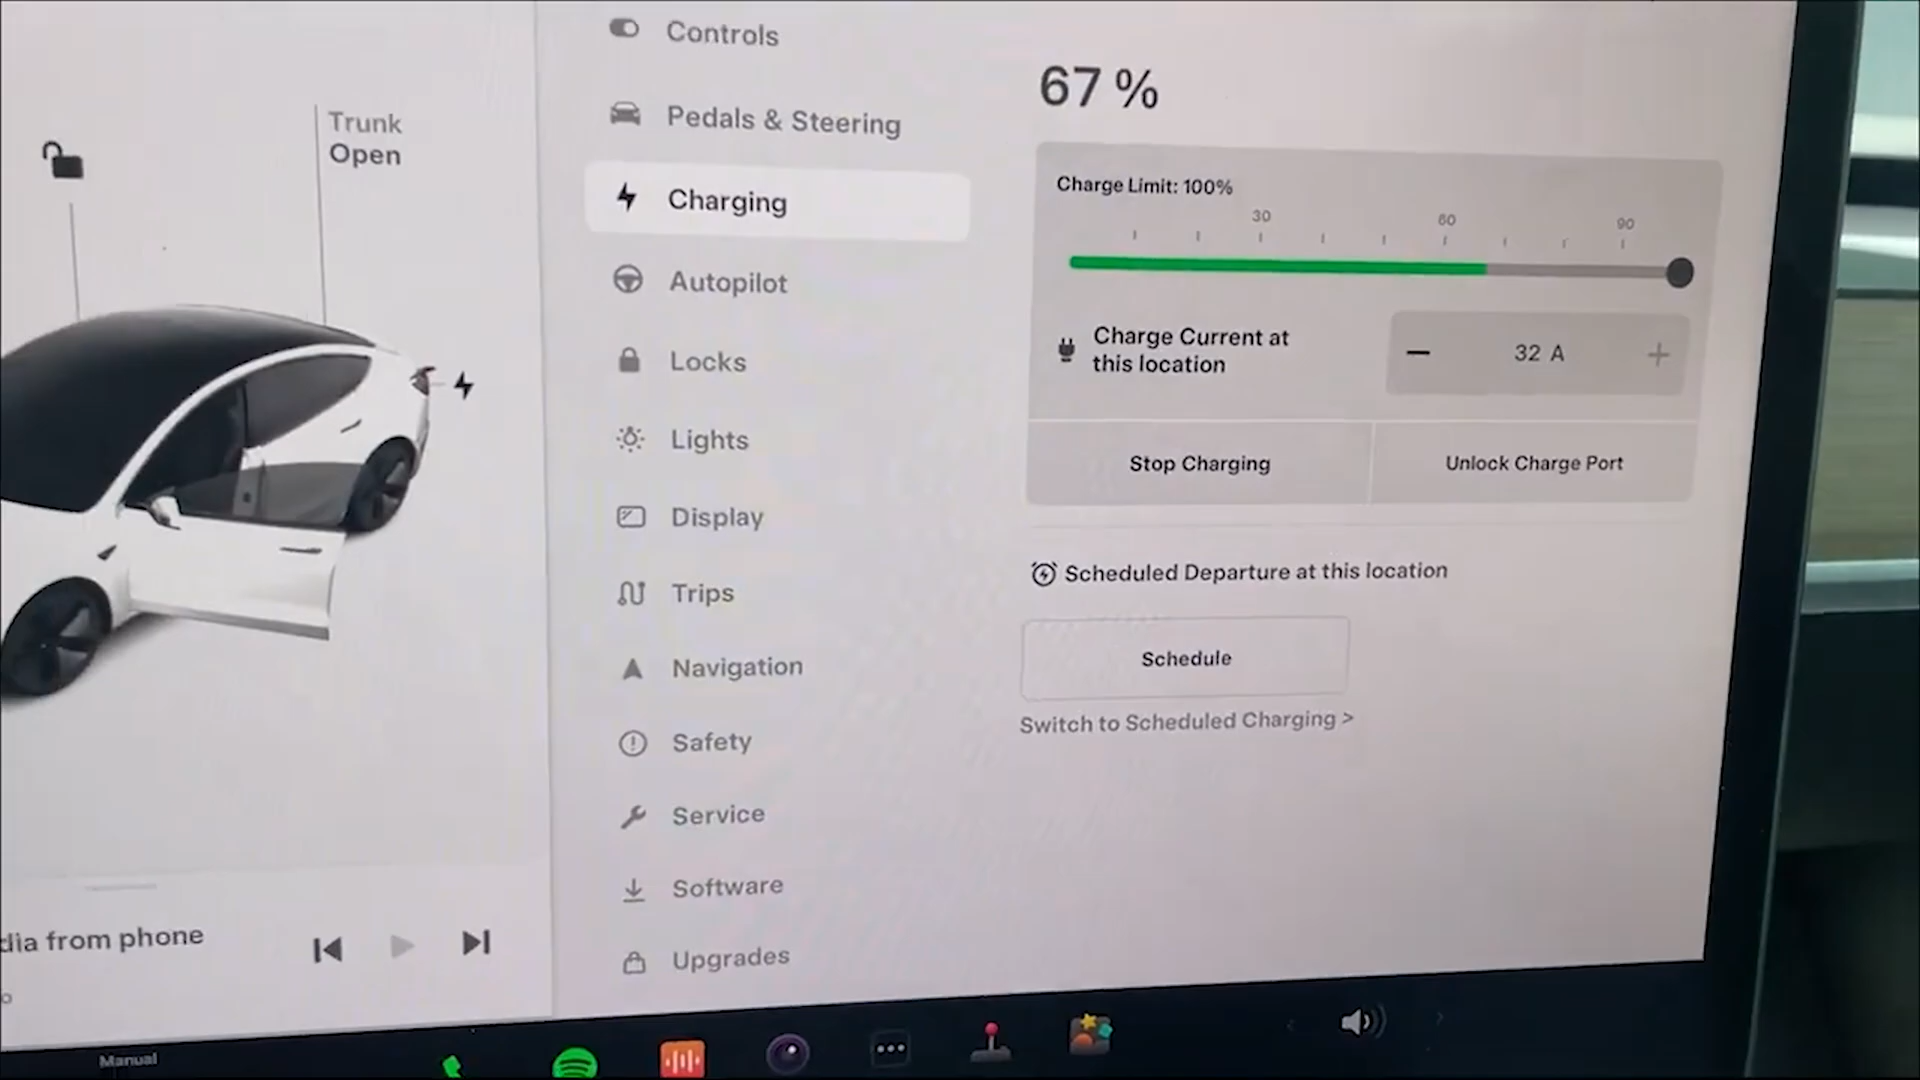 Trunk
Open
dia from phone
Manual
Controls
Pedals & Steering
Charging
Autopilot
Locks
Lights
Display
Trips
Navigation
Safety
Service
Software
Upgrades
67 %
Charge Limit: 100%
30 60 90
Charge Current at
this location
32 A
Stop Charging
Unlock Charge Port
Scheduled Departure at this location
Schedule
Switch to Scheduled Charging >